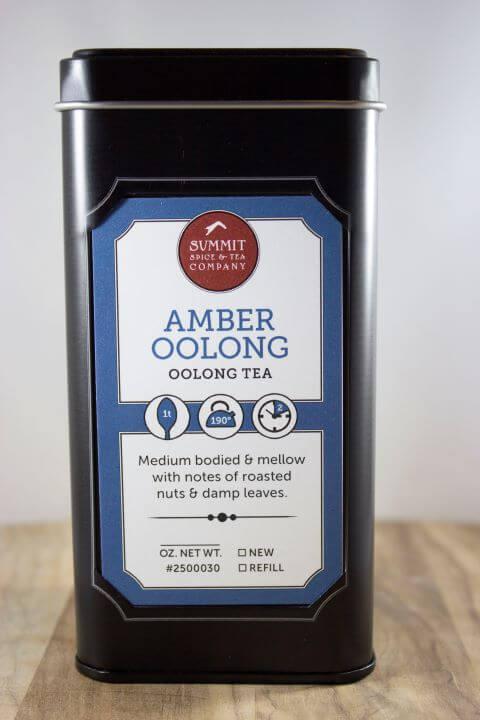 SUMMIT
SPICE & TEA
COMPANY
AMBER
OOLONG
OOLONG TEA
1t 190° 2
Medium bodied & mellow
with notes of roasted
nuts & damp leaves.
OZ. NET WT. NEW
#2500030 REFILL